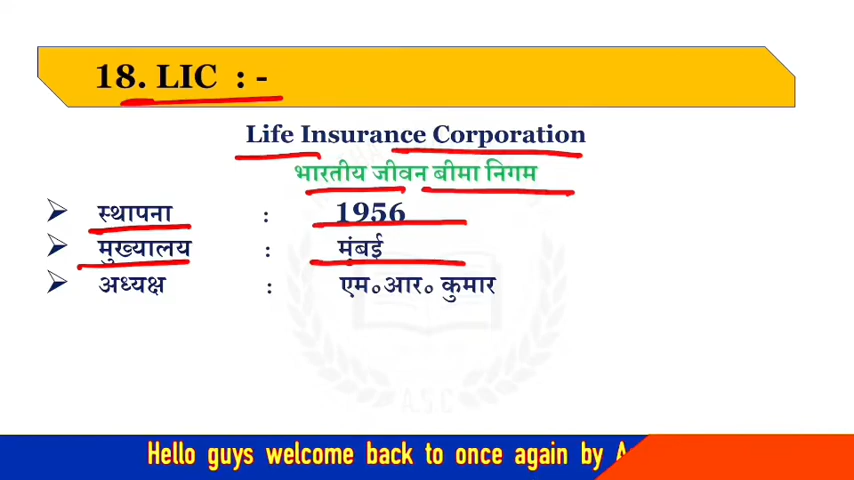 18. LIC : -
Life Insurance Corporation
भारतीय जीवन बीमा निगम
स्थापना : 1956
मुख्यालय : मुंबई
अध्यक्ष : एम॰आर॰ कुमार
A.S.C
Hello guys welcome back to once again by